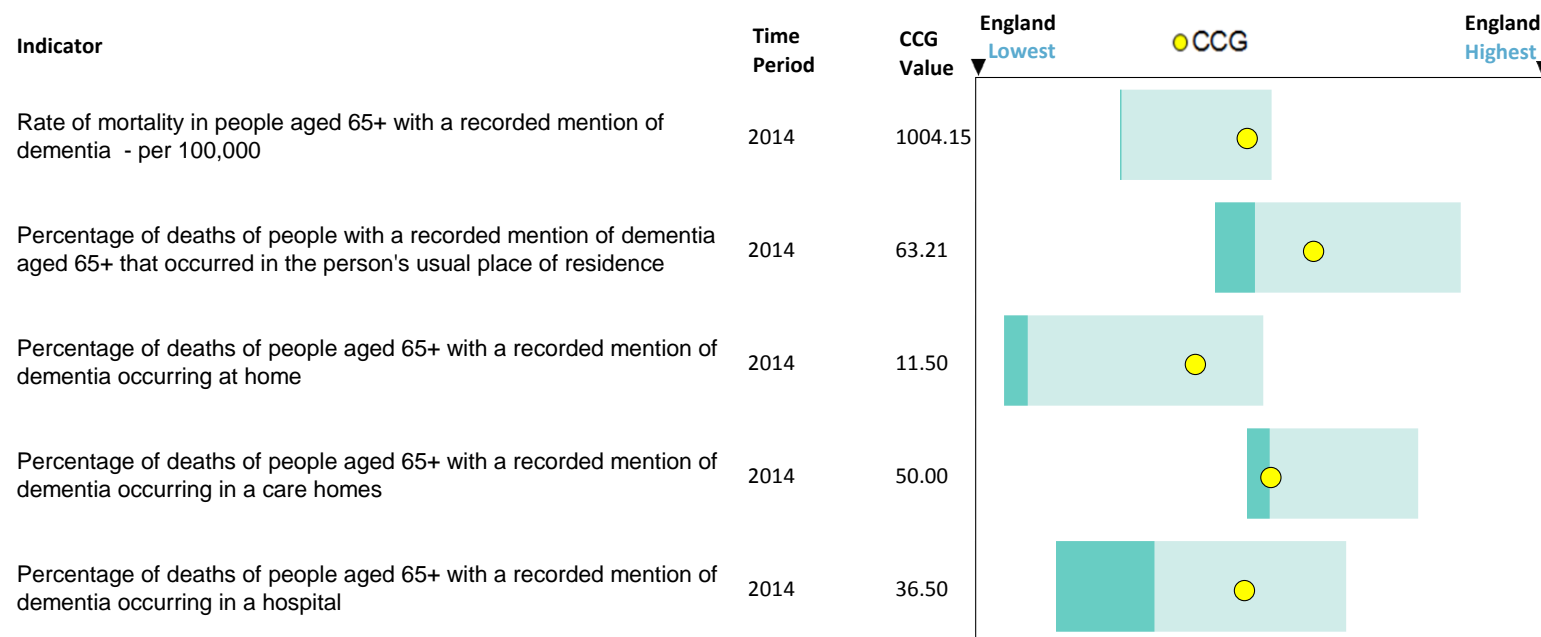 Indicator
Time Period
CCG Value
England Lowest
CCG
England Highest
Rate of mortality in people aged 65+ with a recorded mention of
dementia - per 100,000
2014
1004.15
Percentage of deaths of people with a recorded mention of dementia
aged 65+ that occurred in the person's usual place of residence
2014
63.21
Percentage of deaths of people aged 65+ with a recorded mention of
dementia occurring at home
2014
11.50
Percentage of deaths of people aged 65+ with a recorded mention of
dementia occurring in a care homes
2014
50.00
Percentage of deaths of people aged 65+ with a recorded mention of
dementia occurring in a hospital
2014
36.50